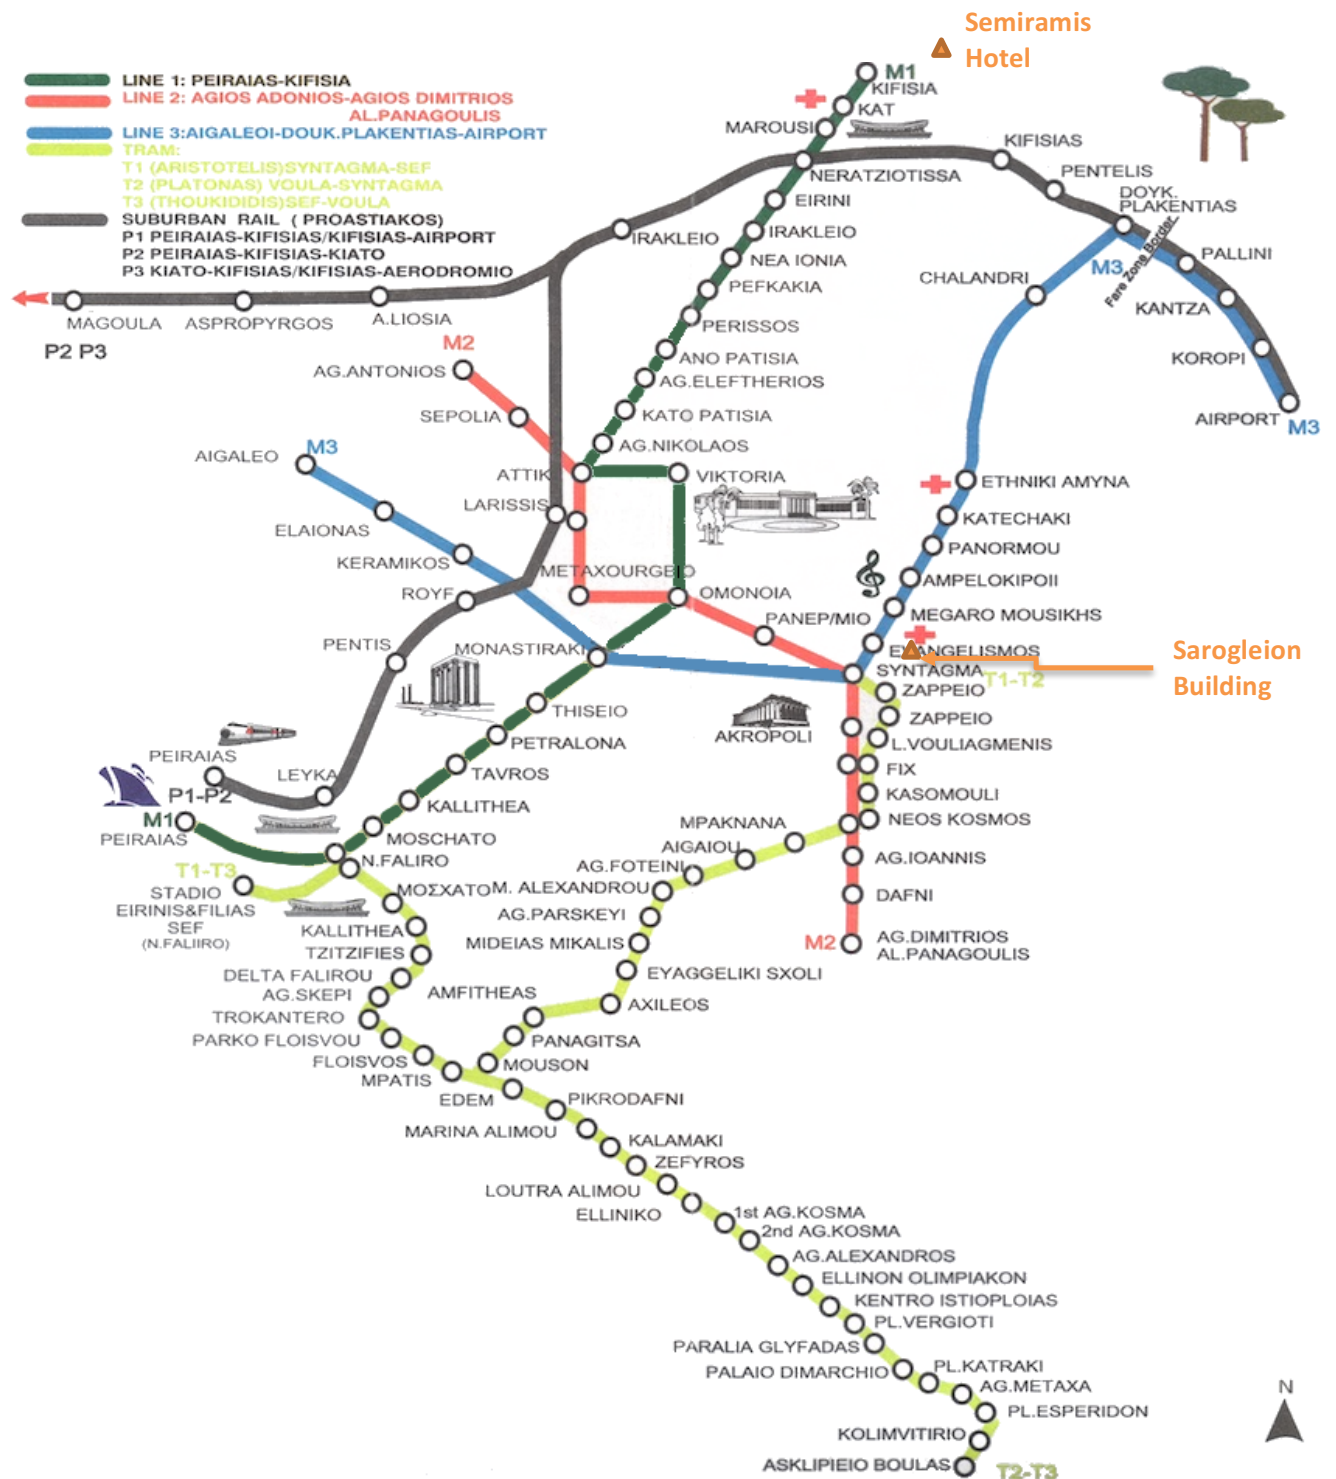 Semiramis
Hotel
LINE 1: PEIRAIAS-KIFISIA
LINE 2: AGIOS ADONIOS-AGIOS DIMITRIOS
AL.PANAGOULIS
LINE 3:AIGALEOI-DOUK.PLAKENTIAS-AIRPORT
TRAM:
T1 (ARISTOTELIS)SYNTAGMA-SEF
T2 (PLATONAS) VOULA-SYNTAGMA
T3 (THOUKIDIDIS)SEF-VOULA
SUBURBAN RAIL ( PROASTIAKOS)
P1 PEIRAIAS-KIFISIAS/KIFISIAS-AIRPORT
P2 PEIRAIAS-KIFISIAS-KIATO
P3 KIATO-KIFISIAS/KIFISIAS-AERODROMIO
M1
KIFISIA
KAT
MAROUSI
NERATZIOTISSA
KIFISIAS
PENTELIS
DOYK.
PLAKENTIAS
EIRINI
IRAKLEIO
IRAKLEIO
NEA IONIA
PEFKAKIA
PERISSOS
ANO PATISIA
AG.ELEFTHERIOS
KATO PATISIA
AG.NIKOLAOS
M3
Fare Zone Border
PALLINI
CHALANDRI
KANTZA
KOROPI
AIRPORT
M3
MAGOULA
ASPROPYRGOS
A.LIOSIA
P2 P3
M2
AG.ANTONIOS
SEPOLIA
M3
AIGALEO
ATTIK
VIKTORIA
ELAIONAS
LARISSIS
KERAMIKOS
METAXOURGEIO
ROYF
OMONOIA
PANEP/MIO
PENTIS
MONASTIRAKI
ETHNIKI AMYNA
KATECHAKI
PANORMOU
AMPELOKIPOII
MEGARO MOUSIKHS
EVANGELISMOS
SYNTAGMA
T1-T2
Sarogleion
Building
ZAPPEIO
ZAPPEIO
AKROPOLI
L.VOULIAGMENIS
FIX
KASOMOULI
NEOS KOSMOS
THISEIO
PETRALONA
TAVROS
KALLITHEA
MOSCHATO
N.FALIRO
PEIRAIAS
P1-P2
LEYKA
M1
PEIRAIAS
T1-T3
STADIO
EIRINIS&FILIAS
SEF
(N.FALIIRO)
MPAKNANA
AIGAIOU
AG.FOTEINI
M. ALEXANDROU
AG.PARSKEYI
MIDEIAS MIKALIS
EYAGGELIKI SXOLI
AXILEOS
AMFITHEAS
PANAGITSA
MOUSON
AG.IOANNIS
DAFNI
M2
AG.DIMITRIOS
AL.PANAGOULIS
ΜΟΣΧΑΤΟ
KALLITHEA
TZITZIFIES
DELTA FALIROU
AG.SKEPI
TROKANTERO
PARKO FLOISVOU
FLOISVOS
MPATIS
EDEM
PIKRODAFNI
MARINA ALIMOU
KALAMAKI
ZEFYROS
LOUTRA ALIMOU
ELLINIKO
1st AG.KOSMA
2nd AG.KOSMA
AG.ALEXANDROS
ELLINON OLIMPIAKON
KENTRO ISTIOPLOIAS
PL.VERGIOTI
PARALIA GLYFADAS
PALAIO DIMARCHIO
PL.KATRAKI
AG.METAXA
PL.ESPERIDON
KOLIMVITIRIO
ASKLIPIEIO BOULAS
T2-T3
N